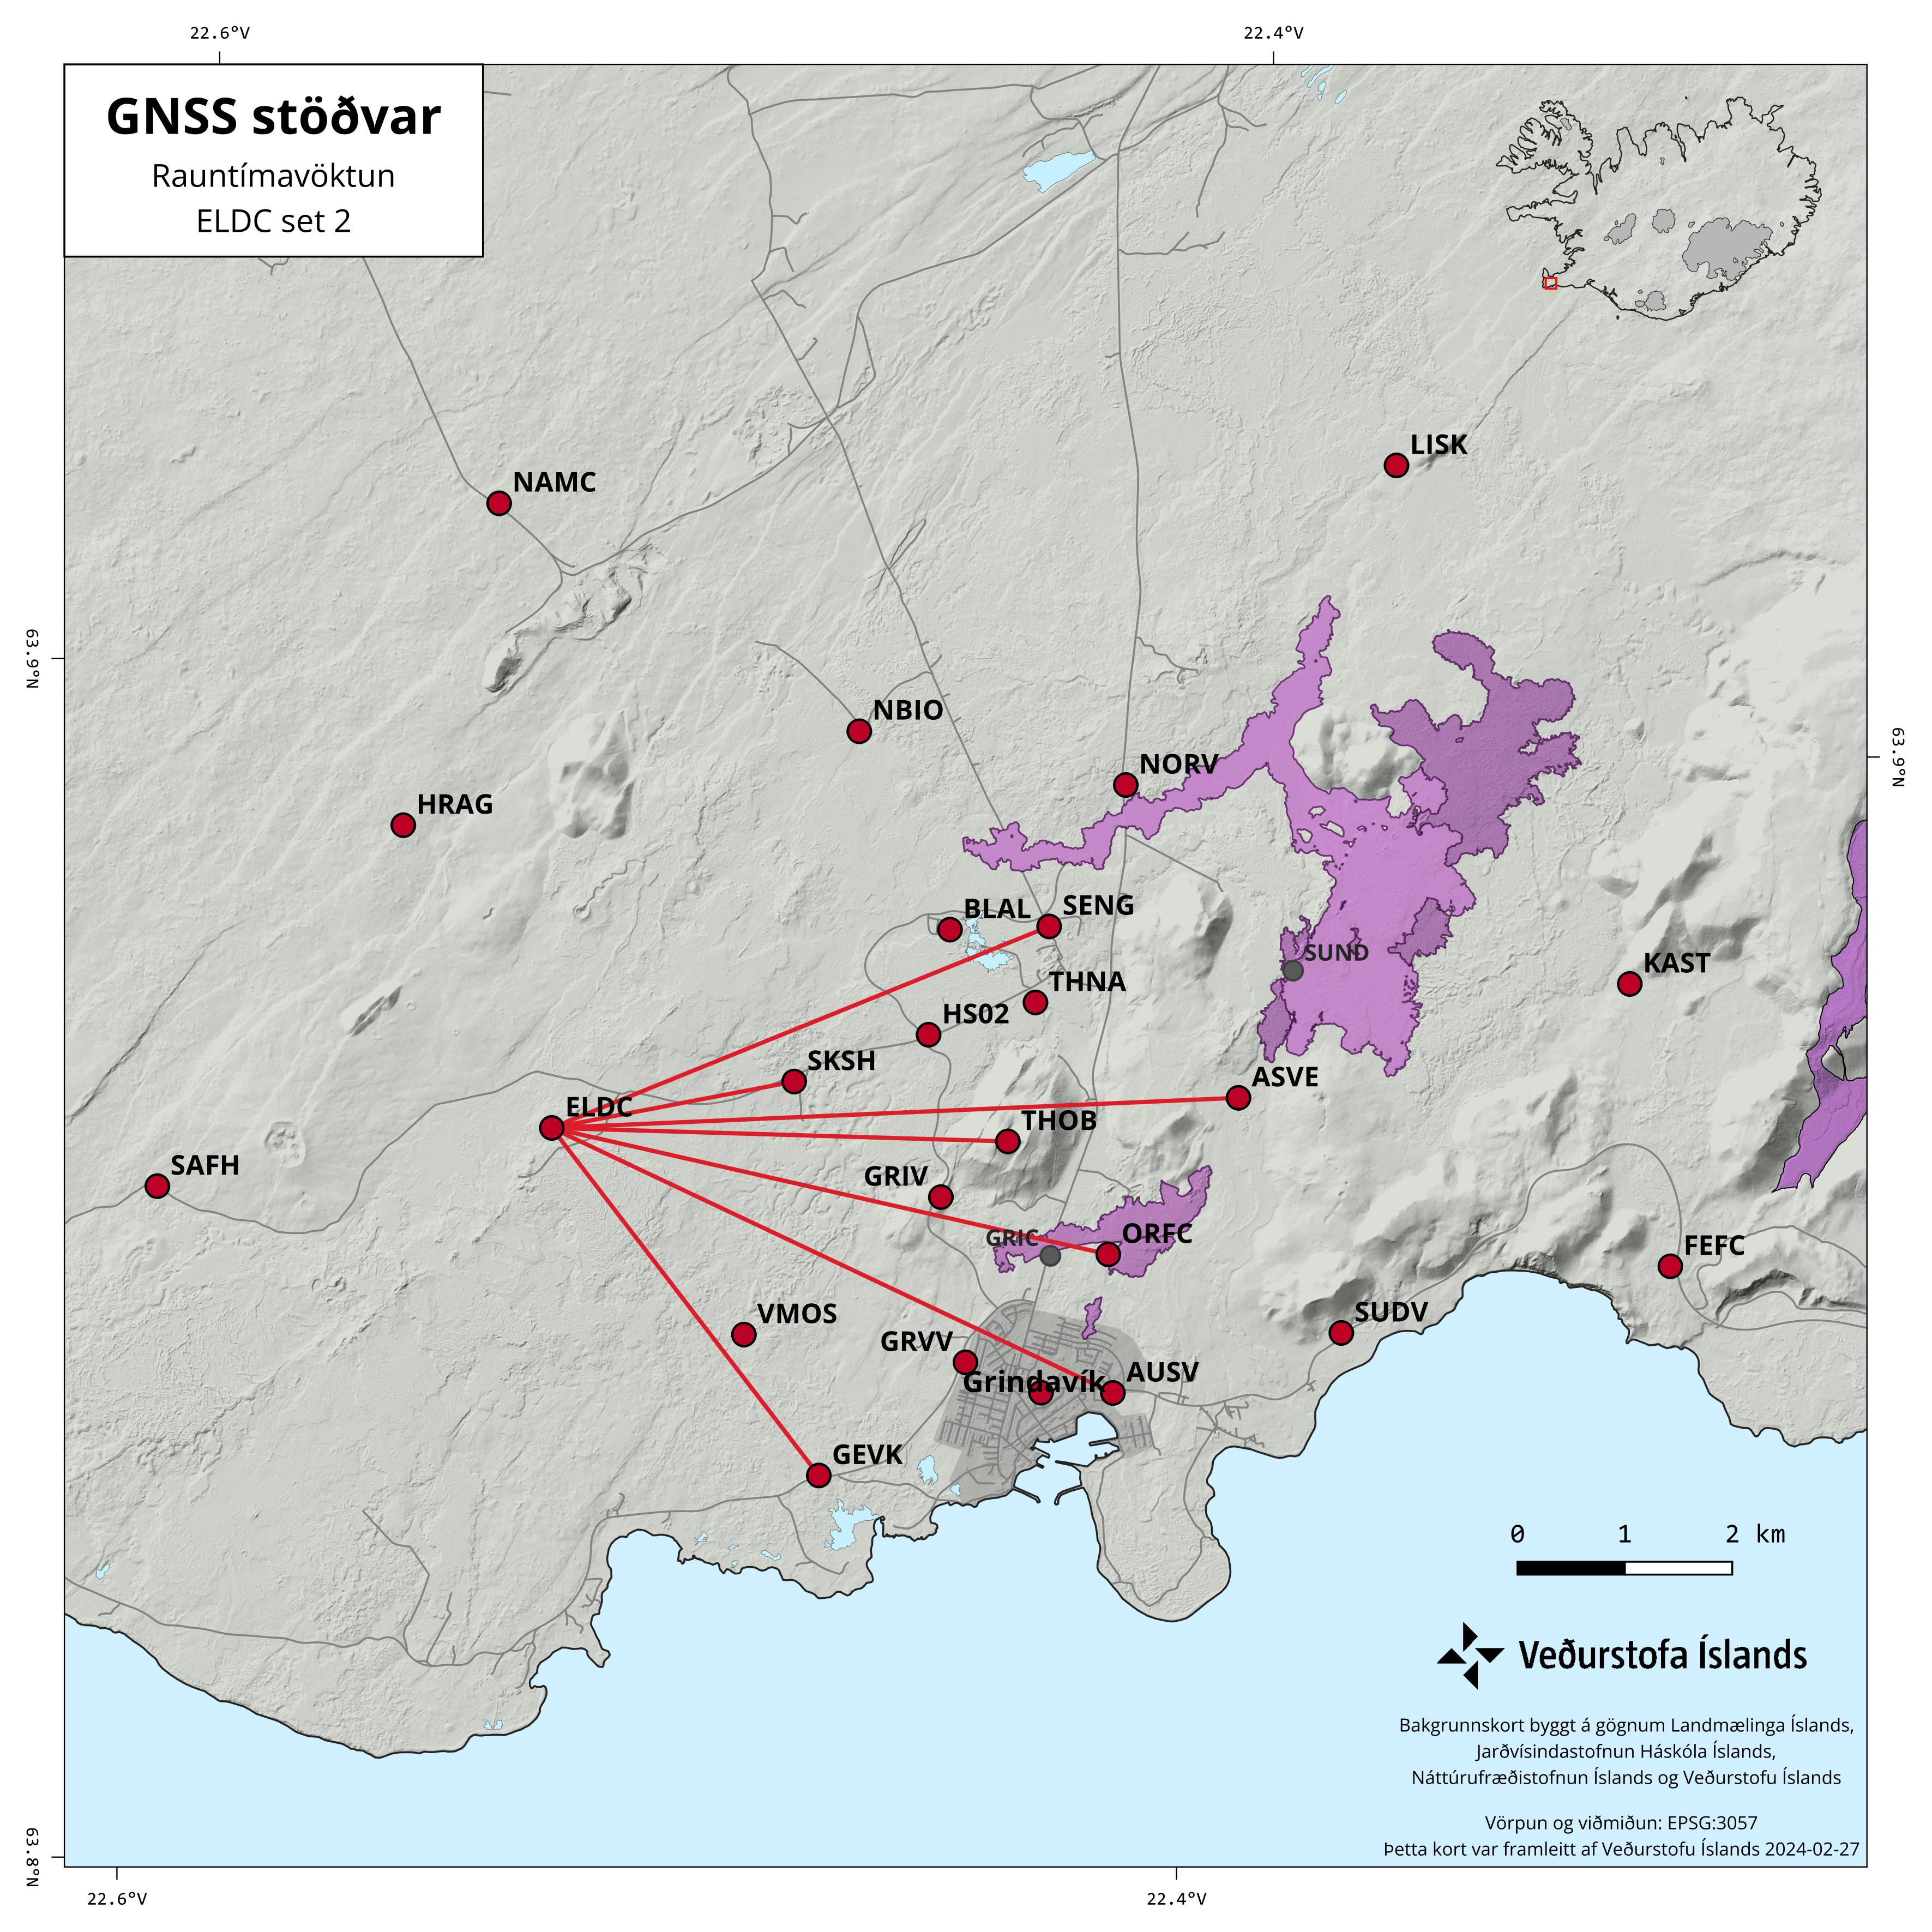 22.6°V
22.4°V
GNSS stöðvar
Rauntímavöktun
ELDC set 2
LISK
NAMC
63.9°N
NBIO
63.9°N
NORV
HRAG
BLAL
SENG
SUND
KAST
THNA
HS02
SKSH
ASVE
ELDC
THOB
SAFH
GRIV
ORFC
GRIC
FEFC
VMOS
SUDV
GRVV
AUSV
Grindavík
GEVK
0 1 2 km
Veðurstofa Íslands
Bakgrunnskort byggt á gögnum Landmælinga Íslands,
Jarðvísindastofnun Háskóla Íslands,
Náttúrufræðistofnun Íslands og Veðurstofu Íslands
Vörpun og viðmiðun: EPSG:3057
Þetta kort var framleitt af Veðurstofu Íslands 2024-02-27
63.8°N
22.6°V
22.4°V